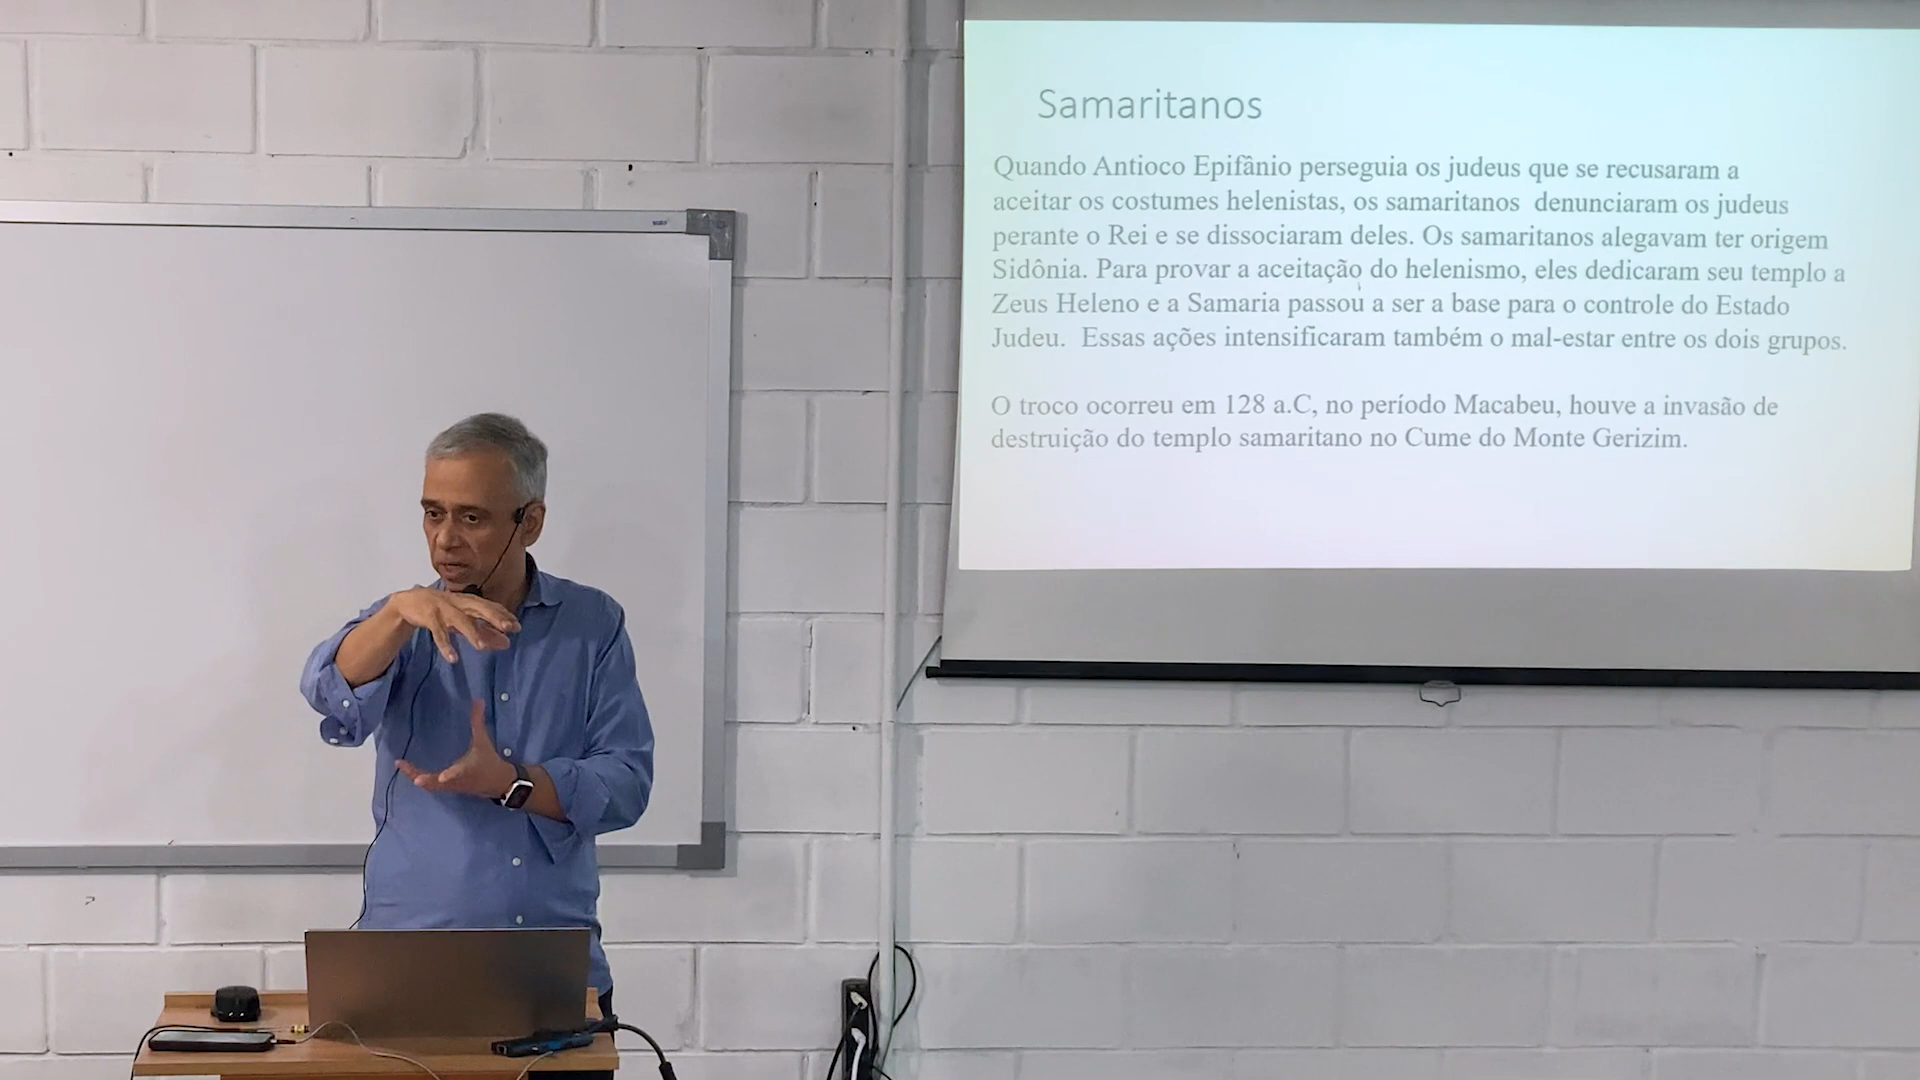 Samaritanos
Quando Antioco Epifânio perseguia os judeus que se recusaram a
aceitar os costumes helenistas, os samaritanos denunciaram os judeus
perante o Rei e se dissociaram deles. Os samaritanos alegavam ter origem
Sidônia. Para provar a aceitação do helenismo, eles dedicaram seu templo a
Zeus Heleno e a Samaria passou a ser a base para o controle do Estado
Judeu. Essas ações intensificaram também o mal-estar entre os dois grupos.
O troco ocorreu em 128 a.C, no período Macabeu, houve a invasão de
destruição do templo samaritano no Cume do Monte Gerizim.